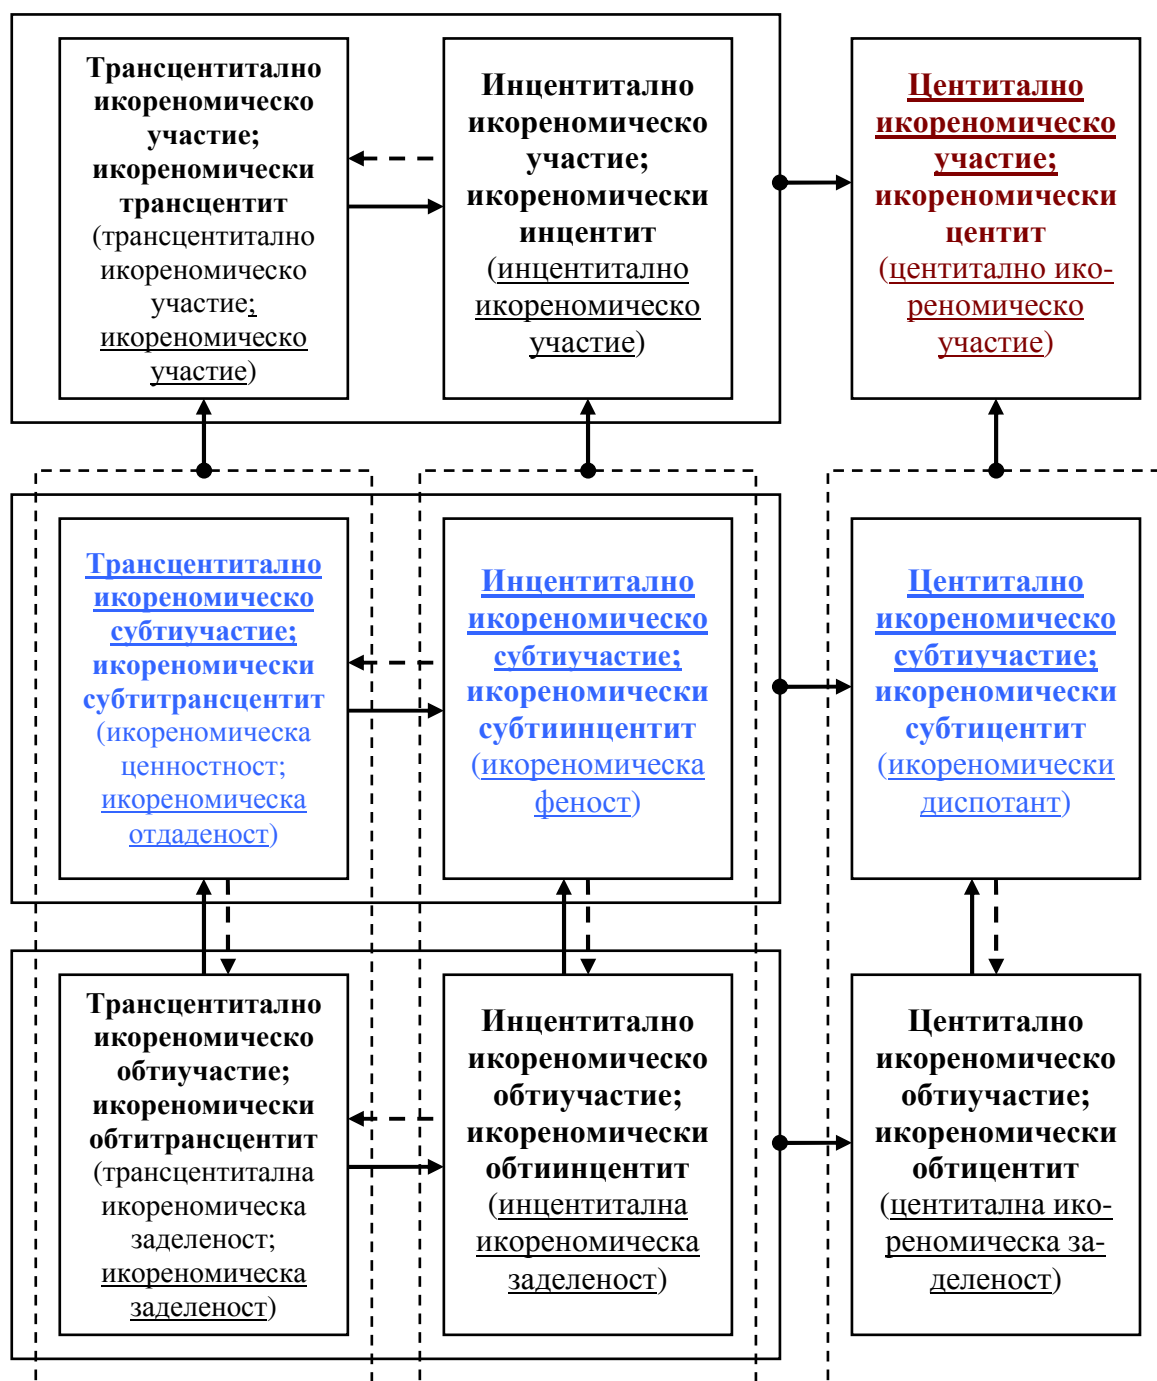 Трансцентитално
икореномическо
участие;
икореномически
трансцентит
(трансцентитално
икореномическо
участие;
икореномическо
участие)
Инцентитално
икореномическо
участие;
икореномически
инцентит
(инцентитално
икореномическо
участие)
Центитално
икореномическо
участие;
икореномически
центит
(центитално ико-
реномическо
участие)
Трансцентитално
икореномическо
субтиучастие;
икореномически
субтитрансцентит
(икореномическа
ценностност;
икореномическа
отдаденост)
Инцентитално
икореномическо
субтиучастие;
икореномически
субтиинцентит
(икореномическа
феност)
Центитално
икореномическо
субтиучастие;
икореномически
субтицентит
(икореномически
диспотант)
Трансцентитално
икореномическо
обтиучастие;
икореномически
обтитрансцентит
(трансцентитална
икореномическа
заделеност;
икореномическа
заделеност)
Инцентитално
икореномическо
обтиучастие;
икореномически
обтиинцентит
(инцентитална
икореномическа
заделеност)
Центитално
икореномическо
обтиучастие;
икореномически
обтицентит
(центитална ико-
реномическа за-
деленост)